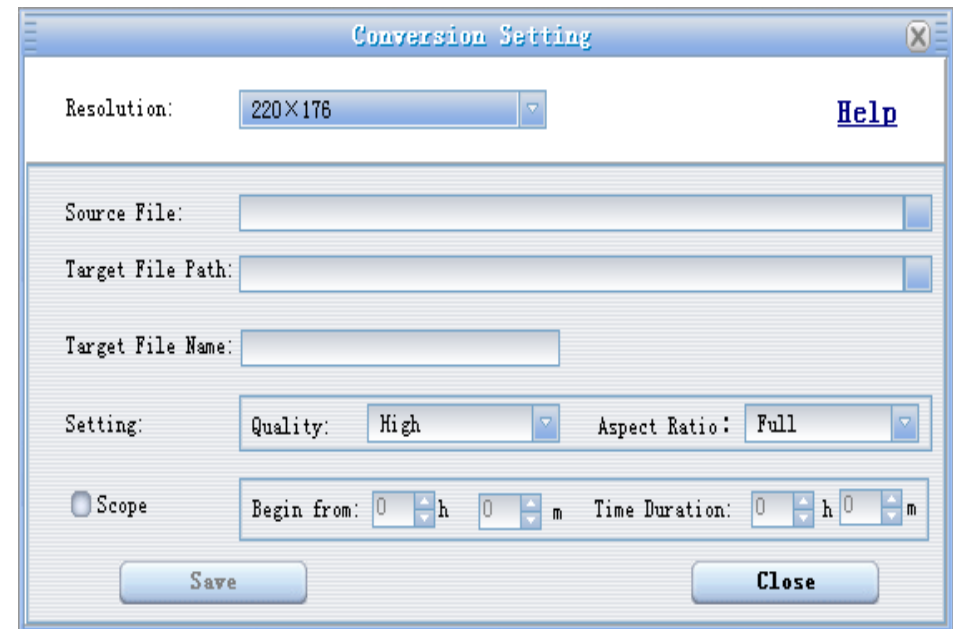 Conversion Setting
Resolution: 220×176 Help
Source File:
Target File Path:
Target File Name:
Setting: Quality: High Aspect Ratio: Full
Scope Begin from: 0 h 0 m Time Duration: 0 h 0 m
Save Close